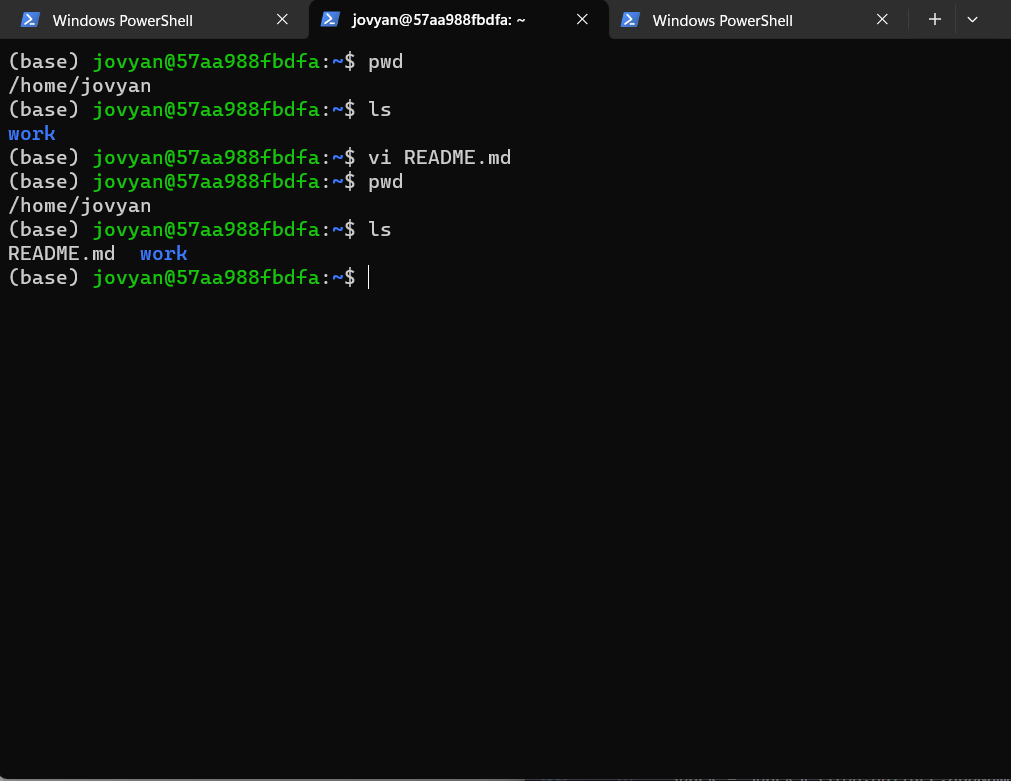 Windows PowerShell
jovyan@57aa988fbdfa: ~
Windows PowerShell
(base) jovyan@57aa988fbdfa:~$ pwd
/home/jovyan
(base) jovyan@57aa988fbdfa:~$ ls
work
(base) jovyan@57aa988fbdfa:~$ vi README.md
(base) jovyan@57aa988fbdfa:~$ pwd
/home/jovyan
(base) jovyan@57aa988fbdfa:~$ ls
README.md  work
(base) jovyan@57aa988fbdfa:~$